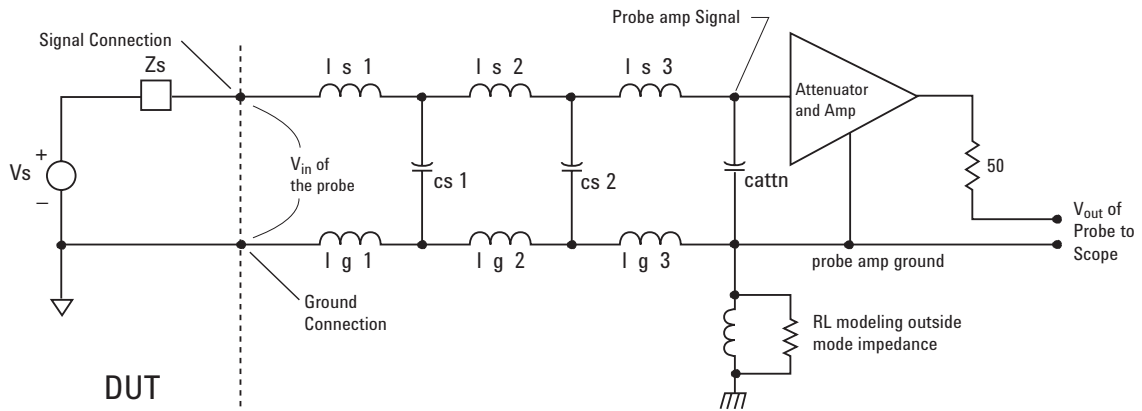 Probe amp Signal
Signal Connection
Zs
l s 1
l s 2
l s 3
Attenuator
and Amp
+
Vs
−
Vin of
the probe
cs 1
cs 2
cattn
50
Vout of
Probe to
Scope
l g 1
l g 2
l g 3
probe amp ground
Ground
Connection
RL modeling outside
mode impedance
DUT